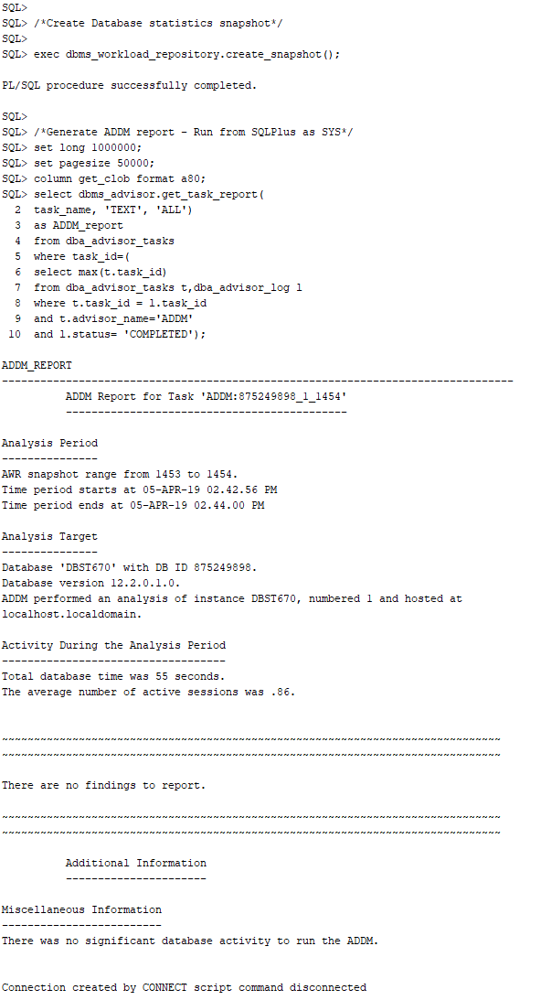 SQL>
SQL> /*Create Database statistics snapshot*/
SQL>
SQL> exec dbms_workload_repository.create_snapshot();
PL/SQL procedure successfully completed.
SQL>
SQL> /*Generate ADDM report - Run from SQLPlus as SYS*/
SQL> set long 1000000;
SQL> set pagesize 50000;
SQL> column get_clob format a80;
SQL> select dbms_advisor.get_task_report(
2 task_name, 'TEXT', 'ALL')
3 as ADDM_report
4 from dba_advisor_tasks
5 where task_id=(
6 select max(t.task_id)
7 from dba_advisor_tasks t,dba_advisor_log l
8 where t.task_id = l.task_id
9 and t.advisor_name='ADDM'
10 and l.status= 'COMPLETED');
ADDM_REPORT
--------------------------------------------------------------------------------
ADDM Report for Task 'ADDM:875249898_1_1454'
--------------------------------------------
Analysis Period
---------------
AWR snapshot range from 1453 to 1454.
Time period starts at 05-APR-19 02.42.56 PM
Time period ends at 05-APR-19 02.44.00 PM
Analysis Target
---------------
Database 'DBST670' with DB ID 875249898.
Database version 12.2.0.1.0.
ADDM performed an analysis of instance DBST670, numbered 1 and hosted at
localhost.localdomain.
Activity During the Analysis Period
-----------------------------------
Total database time was 55 seconds.
The average number of active sessions was .86.
~~~~~~~~~~~~~~~~~~~~~~~~~~~~~~~~~~~~~~~~~~~~~~~~~~~~~~~~~~~~~~~~~~~~~~~~~~~~~~
~~~~~~~~~~~~~~~~~~~~~~~~~~~~~~~~~~~~~~~~~~~~~~~~~~~~~~~~~~~~~~~~~~~~~~~~~~~~~~
There are no findings to report.
~~~~~~~~~~~~~~~~~~~~~~~~~~~~~~~~~~~~~~~~~~~~~~~~~~~~~~~~~~~~~~~~~~~~~~~~~~~~~~
~~~~~~~~~~~~~~~~~~~~~~~~~~~~~~~~~~~~~~~~~~~~~~~~~~~~~~~~~~~~~~~~~~~~~~~~~~~~~~
Additional Information
----------------------
Miscellaneous Information
-------------------------
There was no significant database activity to run the ADDM.
Connection created by CONNECT script command disconnected